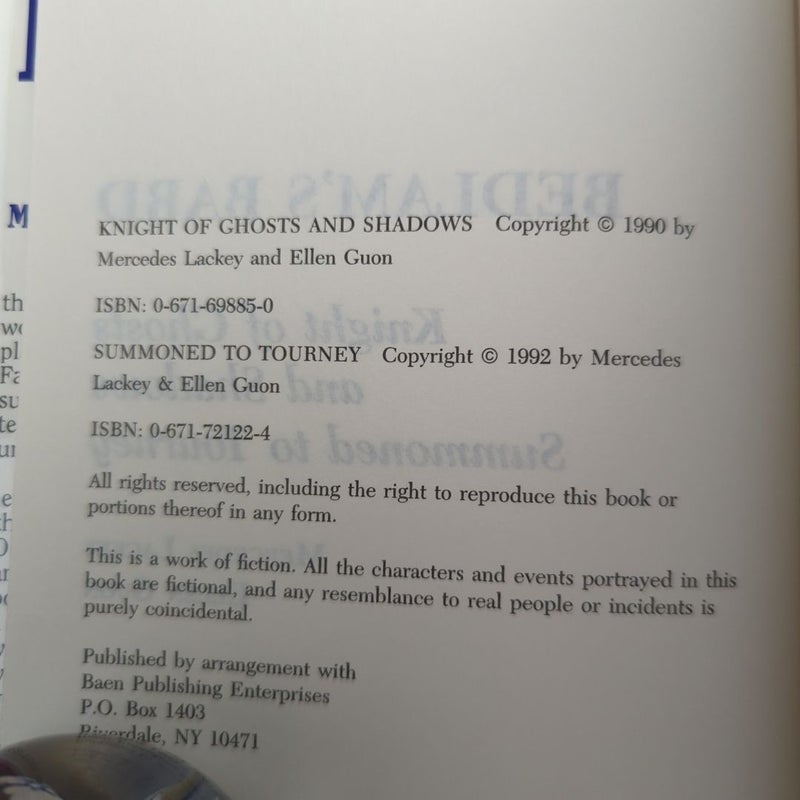 KNIGHT OF GHOSTS AND SHADOWS Copyright © 1990 by
Mercedes Lackey and Ellen Guon
ISBN: 0-671-69885-0
SUMMONED TO TOURNEY Copyright © 1992 by Mercedes
Lackey & Ellen Guon
ISBN: 0-671-72122-4
All rights reserved, including the right to reproduce this book or
portions thereof in any form.
This is a work of fiction. All the characters and events portrayed in this
book are fictional, and any resemblance to real people or incidents is
purely coincidental.
Published by arrangement with
Baen Publishing Enterprises
P.O. Box 1403
Riverdale, NY 10471